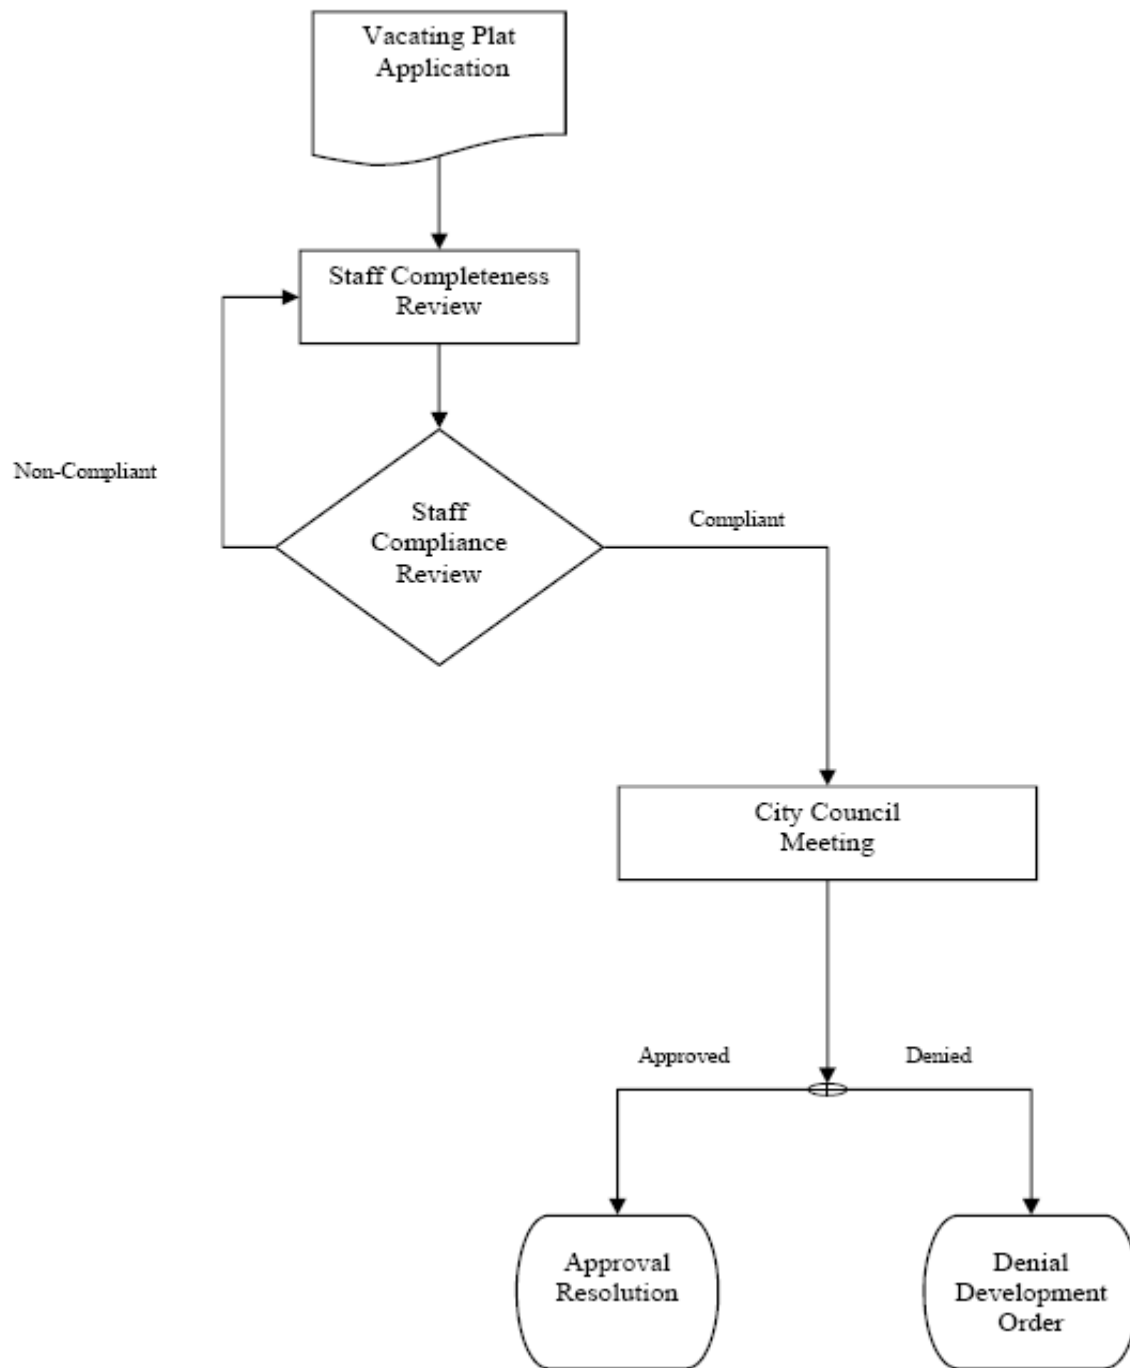 Vacating Plat
Application
Staff Completeness
Review
Non-Compliant
Staff
Compliance
Review
Compliant
City Council
Meeting
Approved
Denied
Approval
Resolution
Denial
Development
Order